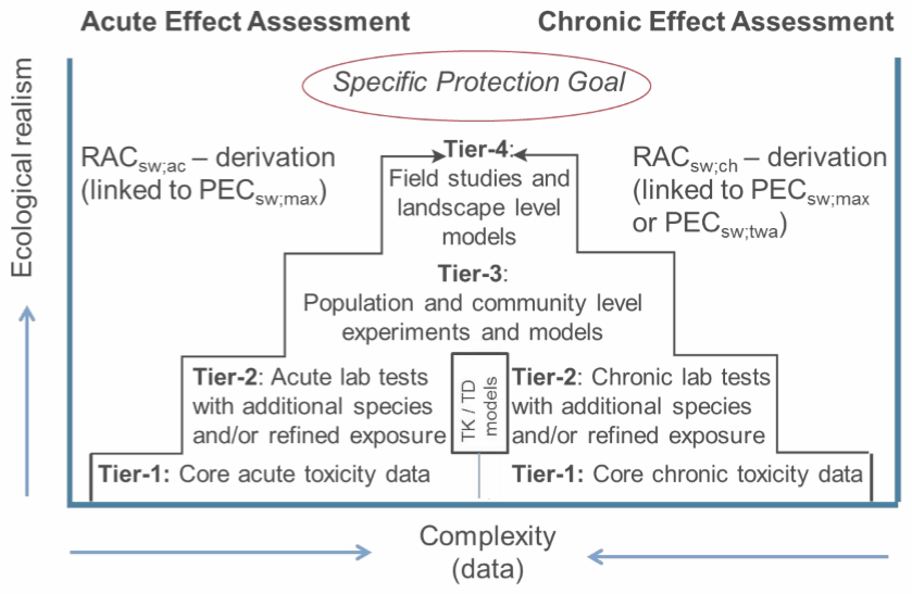 Acute Effect Assessment
Chronic Effect Assessment
Specific Protection Goal
Ecological realism
RACsw;ac – derivation
(linked to PECsw;max)
RACsw;ch – derivation
(linked to PECsw;max
or PECsw;twa)
Tier-4:
Field studies and
landscape level
models
Tier-3:
Population and community level
experiments and models
Tier-2: Acute lab tests
with additional species
and/or refined exposure
TK / TD
models
Tier-2: Chronic lab tests
with additional species
and/or refined exposure
Tier-1: Core acute toxicity data
Tier-1: Core chronic toxicity data
Complexity
(data)